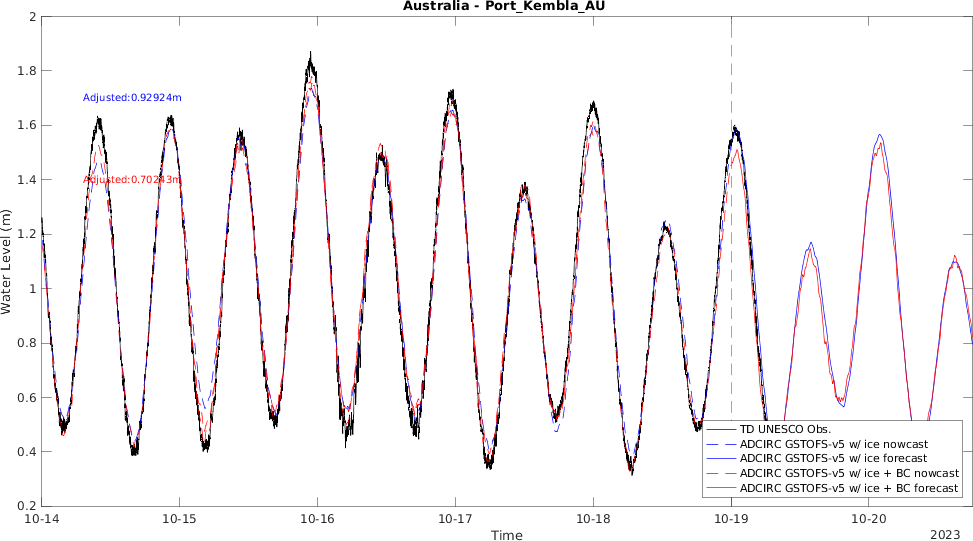 Australia - Port_Kembla_AU
2
1.8
1.6
1.4
1.2
1
0.8
0.6
0.4
0.2
Water Level (m)
Adjusted:0.92924m
Adjusted:0.70243m
TD UNESCO Obs.
ADCIRC GSTOFS-v5 w/ ice nowcast
ADCIRC GSTOFS-v5 w/ ice forecast
ADCIRC GSTOFS-v5 w/ ice + BC nowcast
ADCIRC GSTOFS-v5 w/ ice + BC forecast
10-14 10-15 10-16 10-17 10-18 10-19 10-20
Time
2023